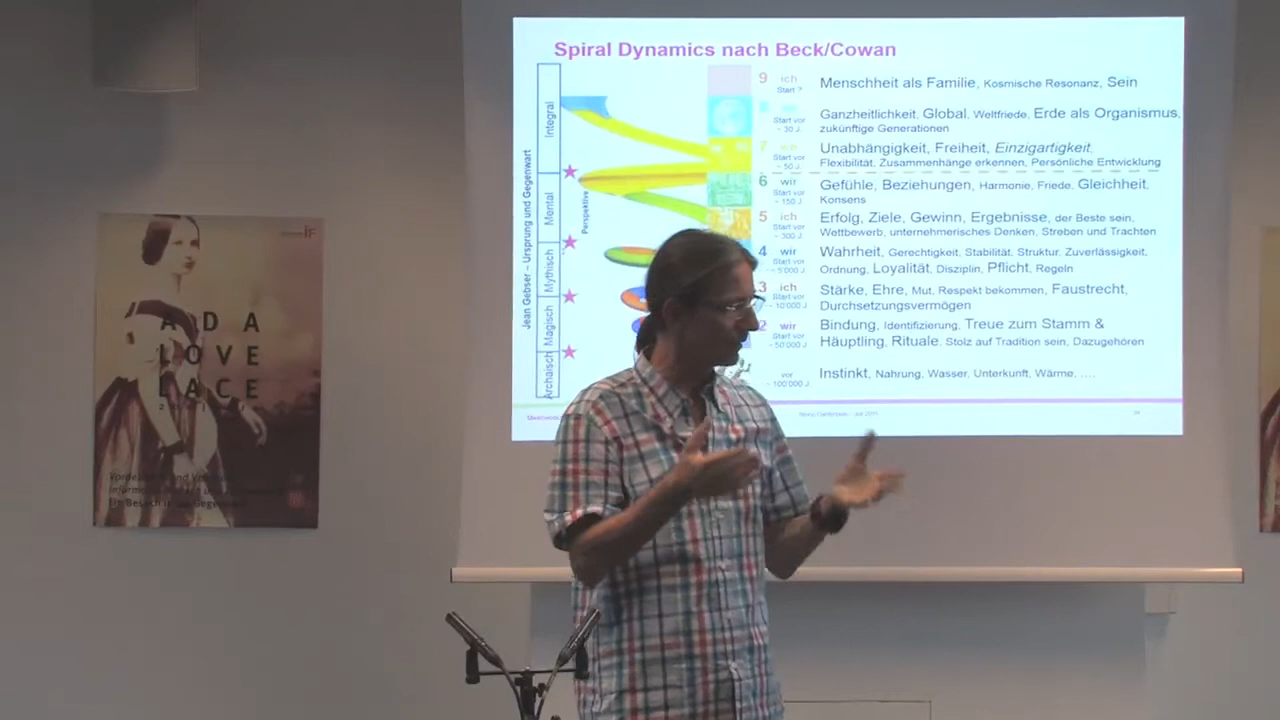 Spiral Dynamics nach Beck/Cowan
Jean Gebser – Ursprung und Gegenwart
Integral
Mental
Mythisch
Magisch
Archaisch
Perspektive
9 ich
Start ?
Menschheit als Familie, Kosmische Resonanz, Sein
Start vor
~ 30 J.
Ganzheitlichkeit, Global, Weltfriede, Erde als Organismus,
zukünftige Generationen
7 ich
Start vor
~ 50 J.
Unabhängigkeit, Freiheit, Einzigartigkeit,
Flexibilität, Zusammenhänge erkennen, Persönliche Entwicklung
6 wir
Start vor
~ 150 J.
Gefühle, Beziehungen, Harmonie, Friede, Gleichheit,
Konsens
5 ich
Start vor
~ 300 J.
Erfolg, Ziele, Gewinn, Ergebnisse, der Beste sein,
Wettbewerb, unternehmerisches Denken, Streben und Trachten
4 wir
Start vor
~ 5'000 J
Wahrheit, Gerechtigkeit, Stabilität, Struktur, Zuverlässigkeit,
Ordnung, Loyalität, Disziplin, Pflicht, Regeln
3 ich
Start vor
~ 10'000 J
Stärke, Ehre, Mut, Respekt bekommen, Faustrecht,
Durchsetzungsvermögen
2 wir
Start vor
~ 50'000 J
Bindung, Identifizierung, Treue zum Stamm &
Häuptling, Rituale, Stolz auf Tradition sein, Dazugehören
vor
~ 100'000 J
Instinkt, Nahrung, Wasser, Unterkunft, Wärme, ....
iF
ADA
LOVE
LACE